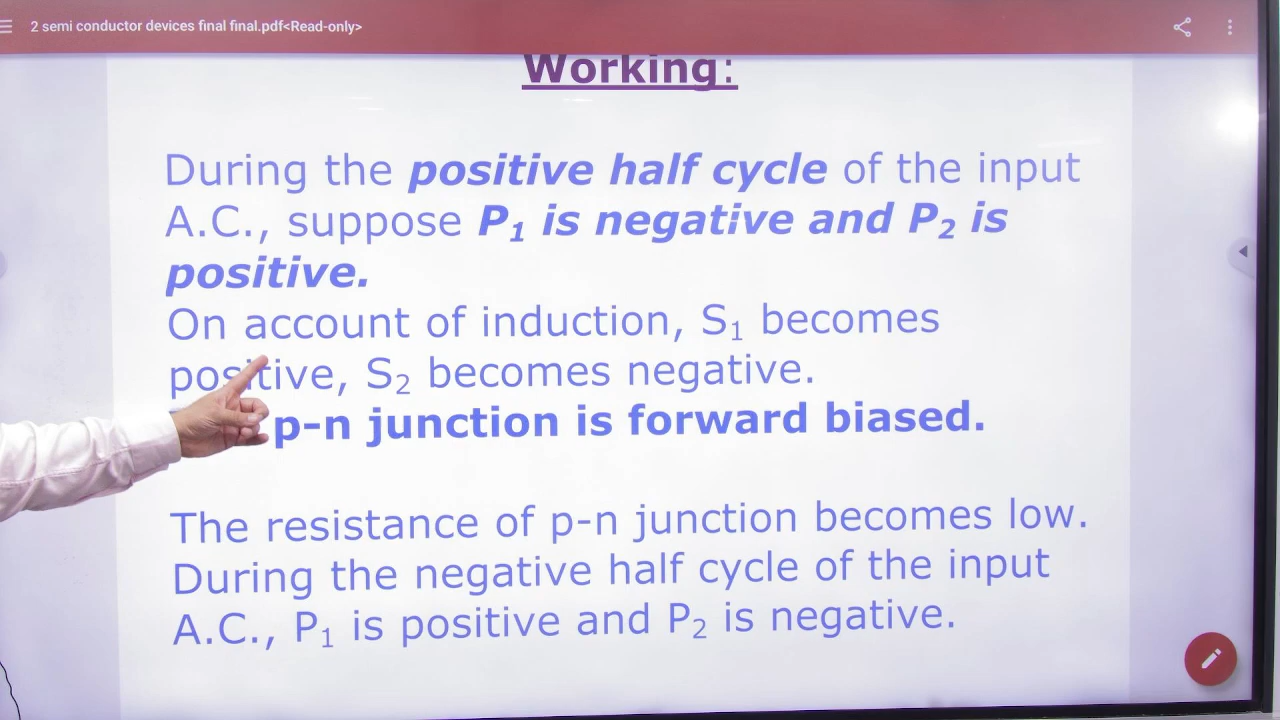 2 semi conductor devices final final.pdf<Read-only>
Working:
During the positive half cycle of the input
A.C., suppose P₁ is negative and P₂ is
positive.
On account of induction, S₁ becomes
positive, S₂ becomes negative.
p-n junction is forward biased.
The resistance of p-n junction becomes low.
During the negative half cycle of the input
A.C., P₁ is positive and P₂ is negative.